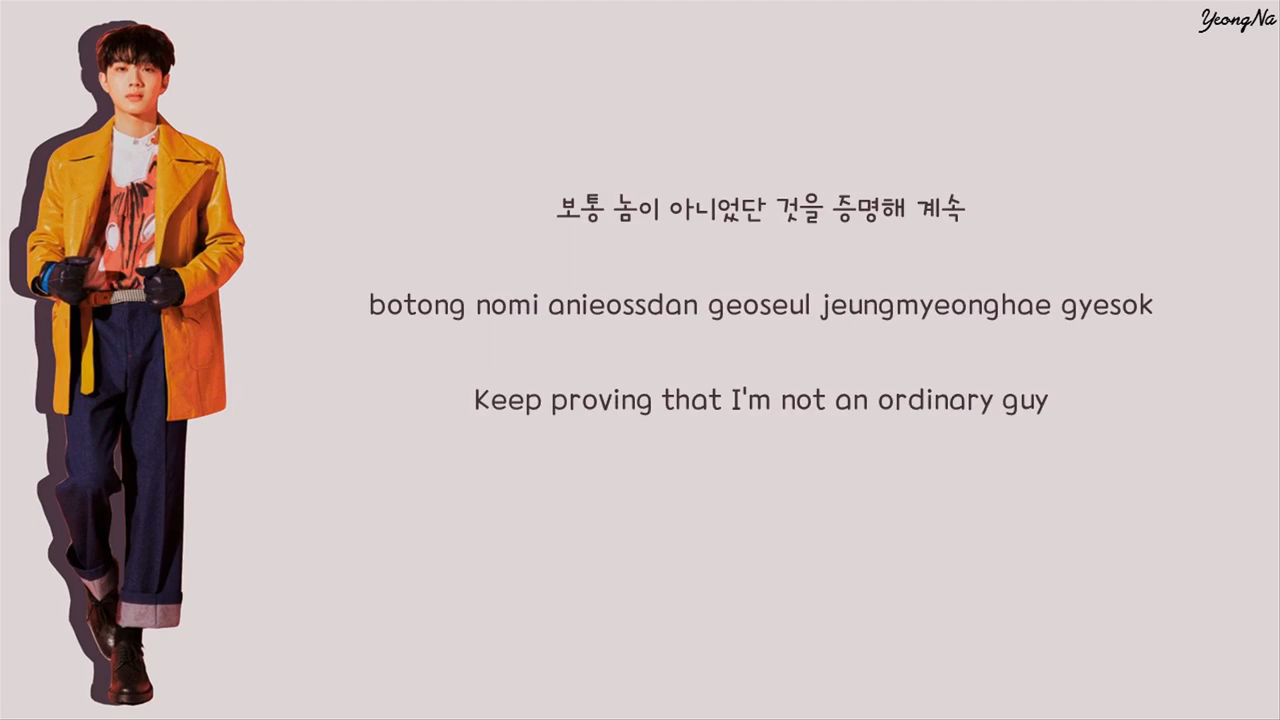 YeongNa
보통 놈이 아니었단 것을 증명해 계속
botong nomi anieossdan geoseul jeungmyeonghae gyesok
Keep proving that I'm not an ordinary guy